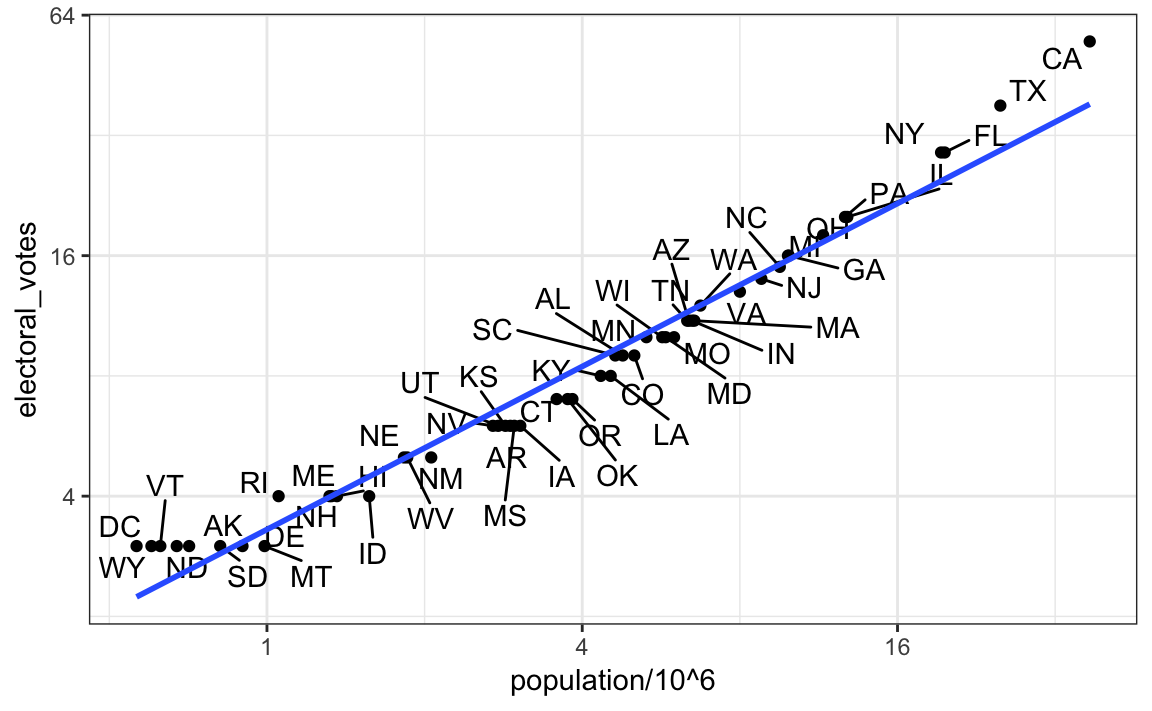 64
CA
TX
NY
FL
IL
PA
NC
OH
MI
16
AZ
WA
GA
NJ
WI
TN
AL
VA
SC
MN
MA
MO
IN
UT
KS
KY
CO
MD
NV
CT
LA
NE
OR
AR
IA
OK
VT
RI
ME
HI
NM
4
DC
AK
NH
WV
MS
DE
ID
WY
ND
SD
MT
1
4
16
population/10^6
electoral_votes